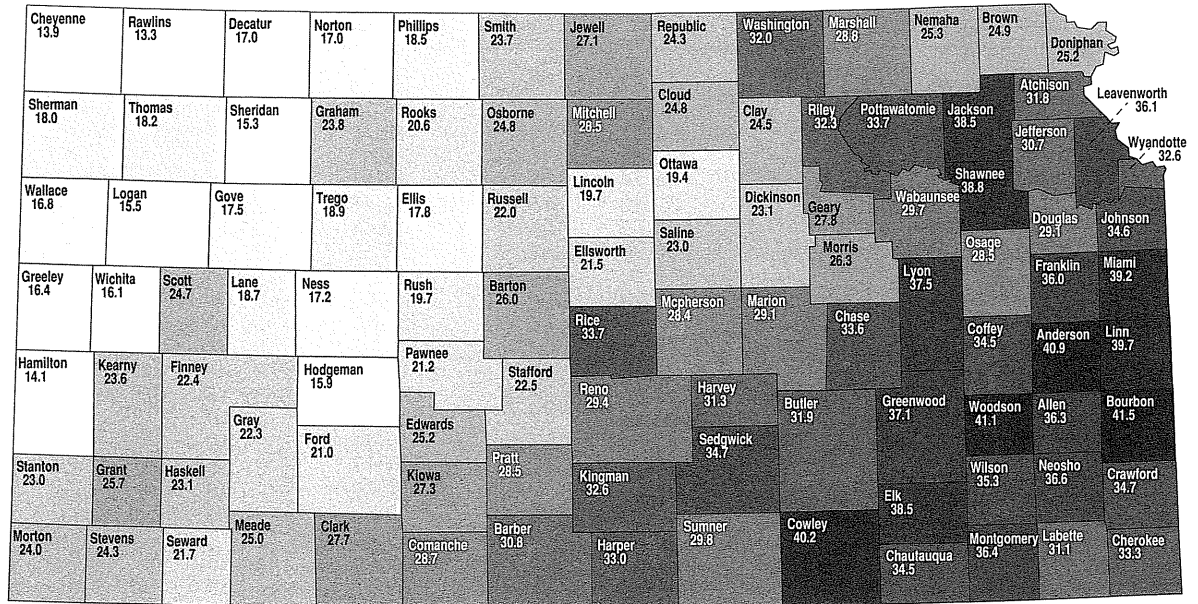 Cheyenne
13.9
Rawlins
13.3
Decatur
17.0
Norton
17.0
Phillips
18.5
Smith
23.7
Jewell
27.1
Republic
24.3
Washington
32.0
Marshall
28.8
Nemaha
25.3
Brown
24.9
Doniphan
25.2
Sherman
18.0
Thomas
18.2
Sheridan
15.3
Graham
23.8
Rooks
20.6
Osborne
24.8
Mitchell
26.5
Cloud
24.8
Clay
24.5
Riley
32.3
Pottawatomie
33.7
Jackson
38.5
Atchison
31.8
Leavenworth
36.1
Jefferson
30.7
Wyandotte
32.6
Wallace
16.8
Logan
15.5
Gove
17.5
Trego
18.9
Ellis
17.8
Russell
22.0
Lincoln
19.7
Ottawa
19.4
Dickinson
23.1
Geary
27.8
Wabaunsee
29.7
Shawnee
38.8
Douglas
29.1
Johnson
34.6
Ellsworth
21.5
Saline
23.0
Morris
26.3
Osage
28.5
Greeley
16.4
Wichita
16.1
Scott
24.7
Lane
18.7
Ness
17.2
Rush
19.7
Barton
26.0
Rice
33.7
Mcpherson
28.4
Marion
29.1
Chase
33.6
Lyon
37.5
Franklin
36.0
Miami
39.2
Coffey
34.5
Anderson
40.9
Linn
39.7
Hamilton
14.1
Kearny
23.6
Finney
22.4
Hodgeman
15.9
Pawnee
21.2
Stafford
22.5
Reno
29.4
Harvey
31.3
Butler
31.9
Greenwood
37.1
Woodson
41.1
Allen
36.3
Bourbon
41.5
Gray
22.3
Ford
21.0
Edwards
25.2
Pratt
28.5
Sedgwick
34.7
Stanton
23.0
Grant
25.7
Haskell
23.1
Kiowa
27.3
Kingman
32.6
Elk
38.5
Wilson
35.3
Neosho
36.6
Crawford
34.7
Morton
24.0
Stevens
24.3
Seward
21.7
Meade
25.0
Clark
27.7
Comanche
28.7
Barber
30.8
Harper
33.0
Sumner
29.8
Cowley
40.2
Chautauqua
34.5
Montgomery
36.4
Labette
31.1
Cherokee
33.3